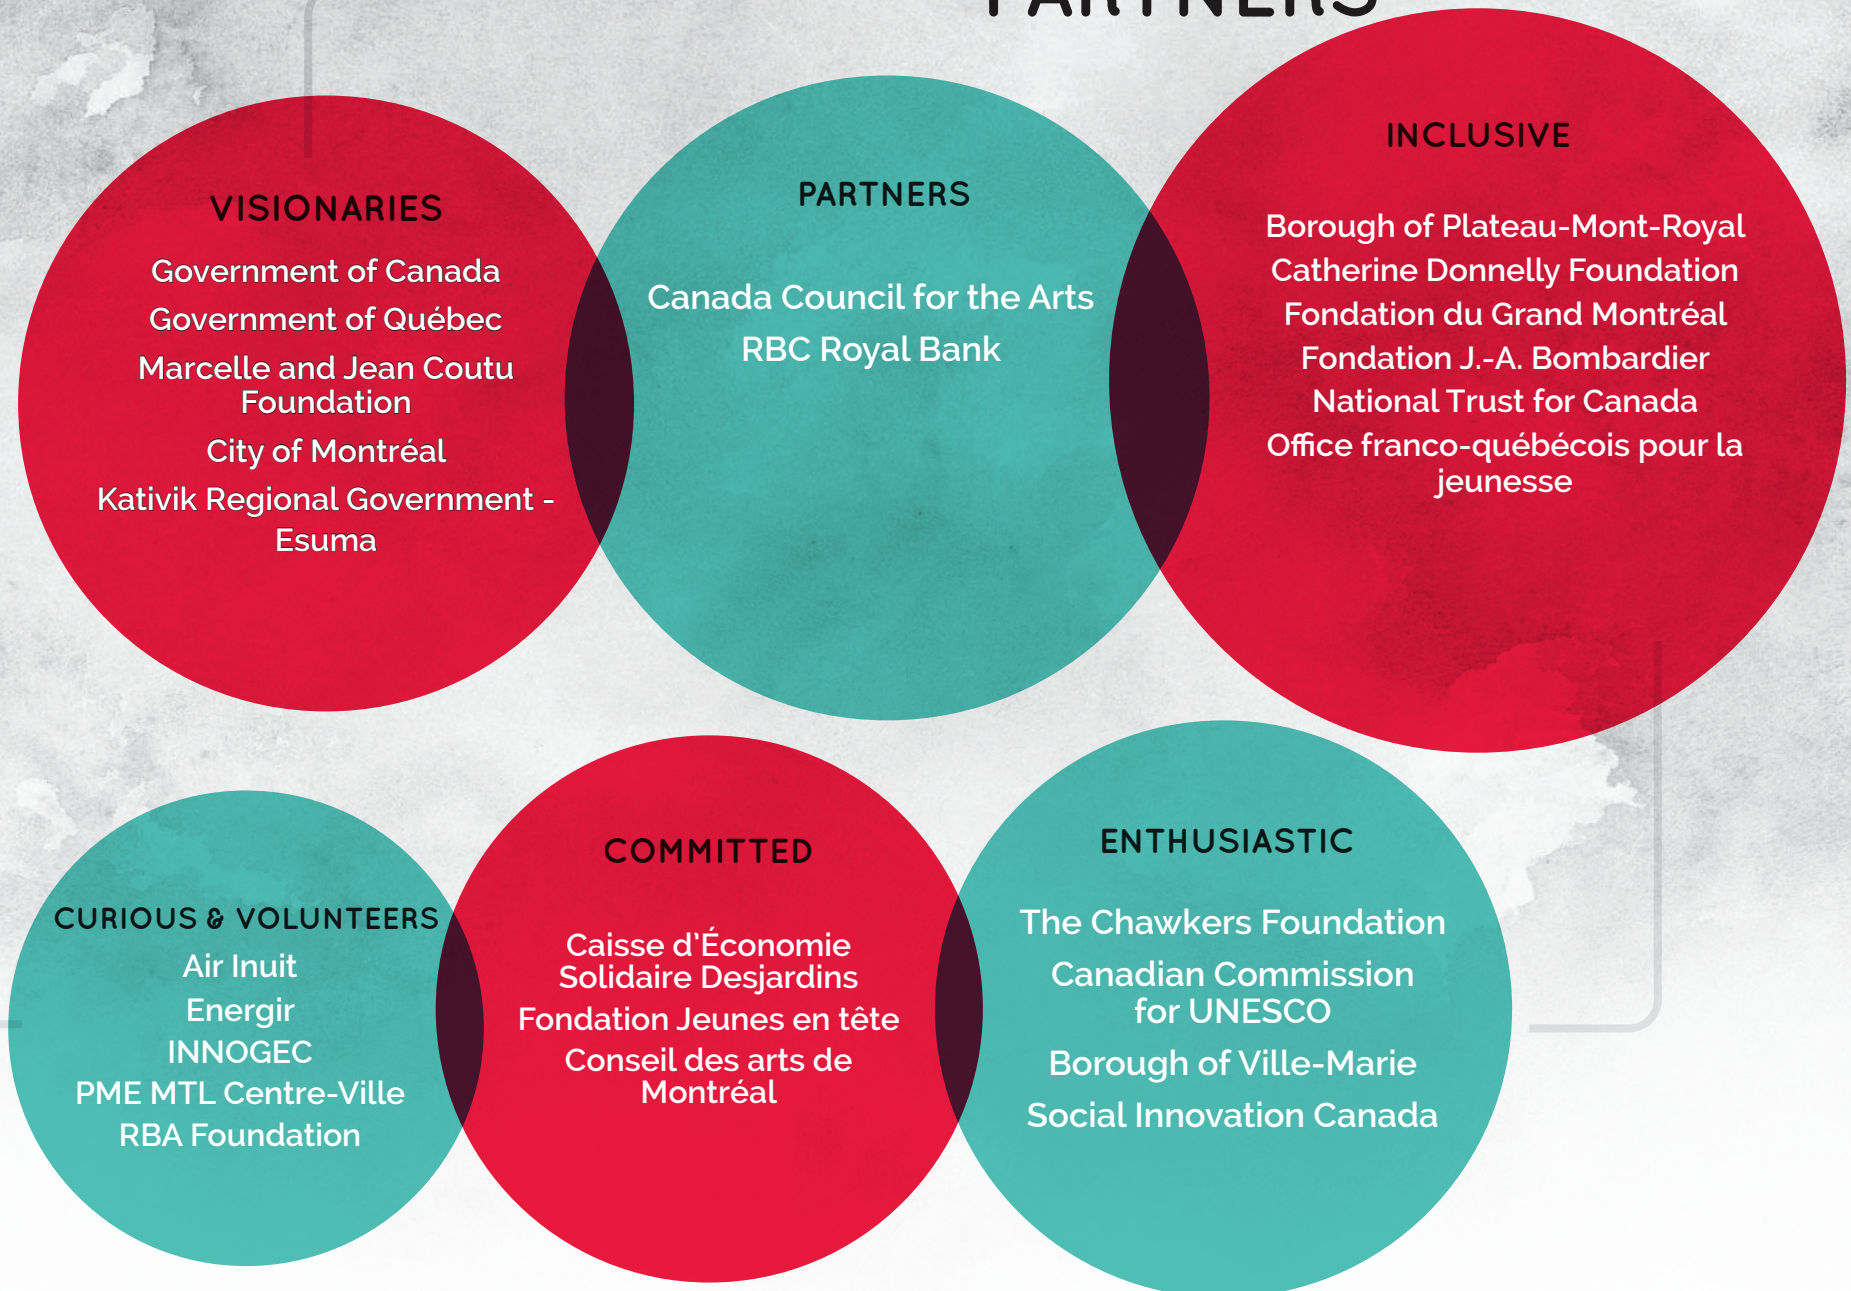 PARTNERS
VISIONARIES
Government of Canada
Government of Québec
Marcelle and Jean Coutu
Foundation
City of Montréal
Kativik Regional Government -
Esuma
PARTNERS
Canada Council for the Arts
RBC Royal Bank
INCLUSIVE
Borough of Plateau-Mont-Royal
Catherine Donnelly Foundation
Fondation du Grand Montréal
Fondation J.-A. Bombardier
National Trust for Canada
Office franco-québécois pour la
jeunesse
CURIOUS & VOLUNTEERS
Air Inuit
Energir
INNOGEC
PME MTL Centre-Ville
RBA Foundation
COMMITTED
Caisse d'Économie
Solidaire Desjardins
Fondation Jeunes en tête
Conseil des arts de
Montréal
ENTHUSIASTIC
The Chawkers Foundation
Canadian Commission
for UNESCO
Borough of Ville-Marie
Social Innovation Canada